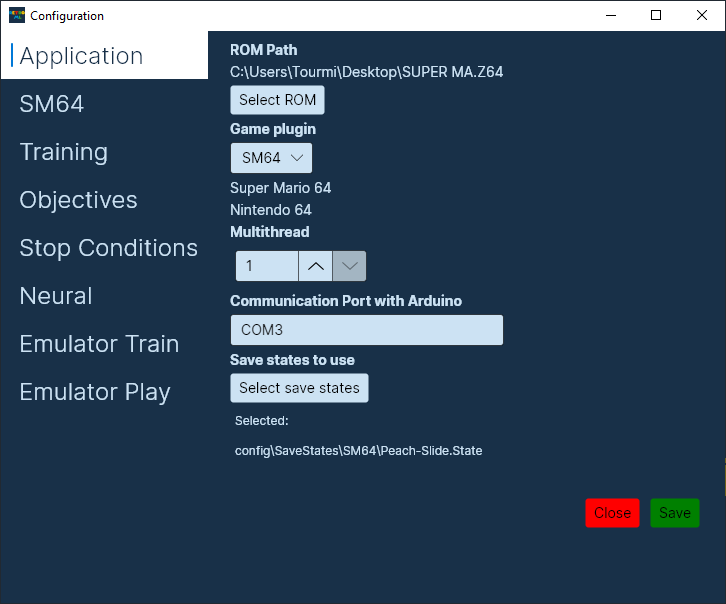 Configuration
Application
SM64
Training
Objectives
Stop Conditions
Neural
Emulator Train
Emulator Play
ROM Path
C:\Users\Tourmi\Desktop\SUPER MA.Z64
Select ROM
Game plugin
SM64
Super Mario 64
Nintendo 64
Multithread
1
Communication Port with Arduino
COM3
Save states to use
Select save states
Selected:
config\SaveStates\SM64\Peach-Slide.State
Close
Save